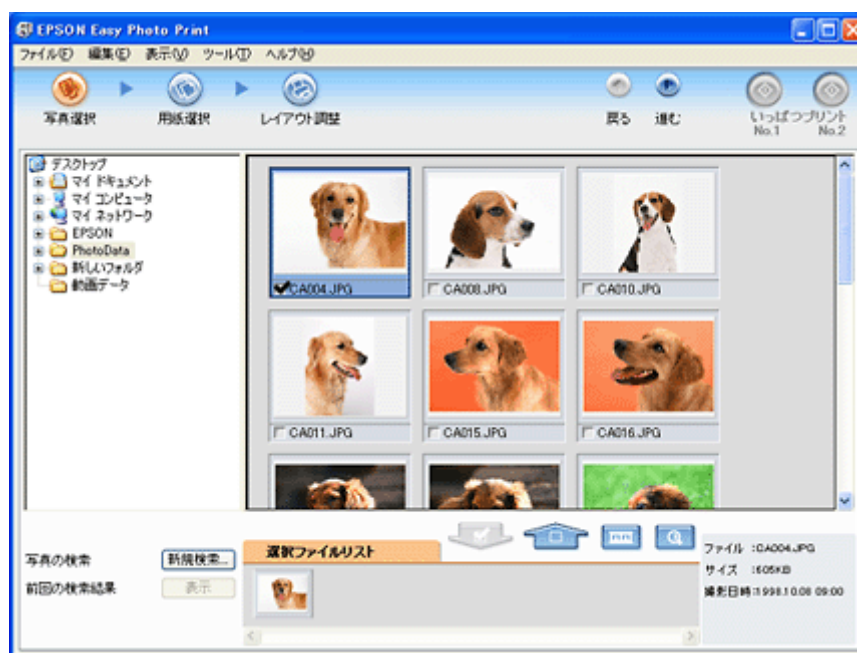 EPSON Easy Photo Print
ファイル(F) 編集(E) 表示(V) ツール(T) ヘルプ(H)
写真選択 用紙選択 レイアウト調整 戻る 進む いっぱつプリント
No.1 No.2
デスクトップ
マイ ドキュメント
マイ コンピュータ
マイ ネットワーク
EPSON
PhotoData
新しいフォルダ
動画データ
CA004.JPG CA008.JPG CA010.JPG
CA011.JPG CA015.JPG CA016.JPG
写真の検索 新規検索...
前回の検索結果 表示
選択ファイルリスト
ファイル :CA004.JPG
サイズ :605KB
撮影日時:1998.10.08 09:00